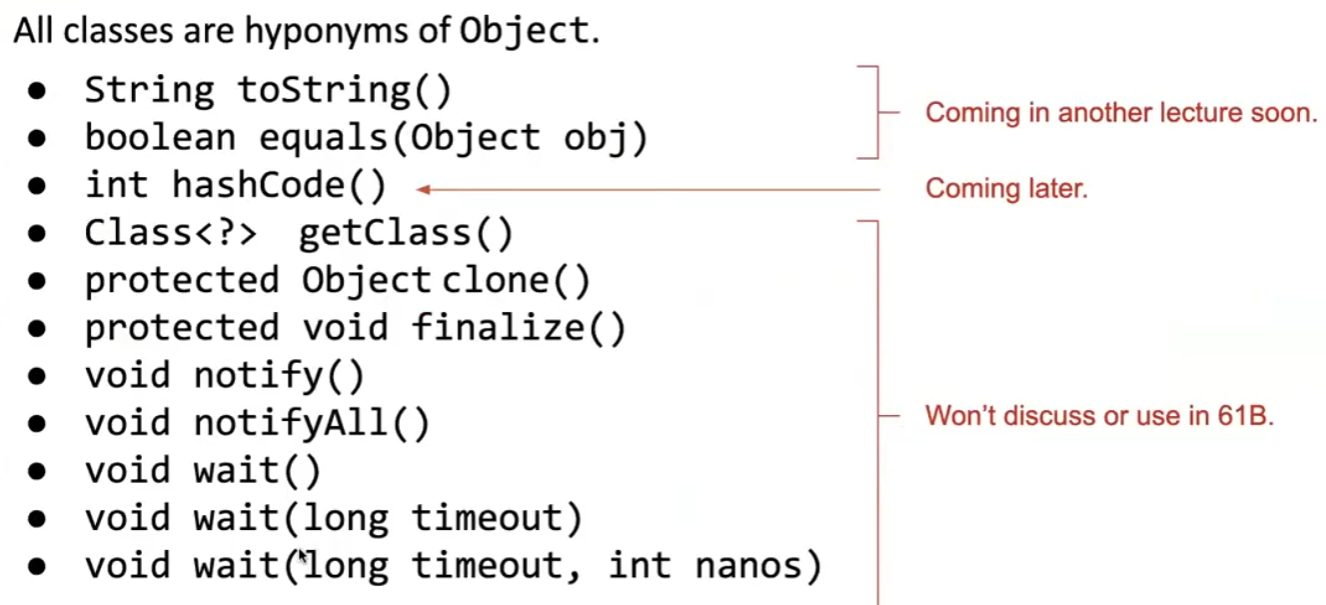 All classes are hyponyms of Object.
● String toString()
● boolean equals(Object obj)
Coming in another lecture soon.
● int hashCode()
Coming later.
● Class<?> getClass()
● protected Object clone()
● protected void finalize()
● void notify()
● void notifyAll()
Won’t discuss or use in 61B.
● void wait()
● void wait(long timeout)
● void wait(long timeout, int nanos)